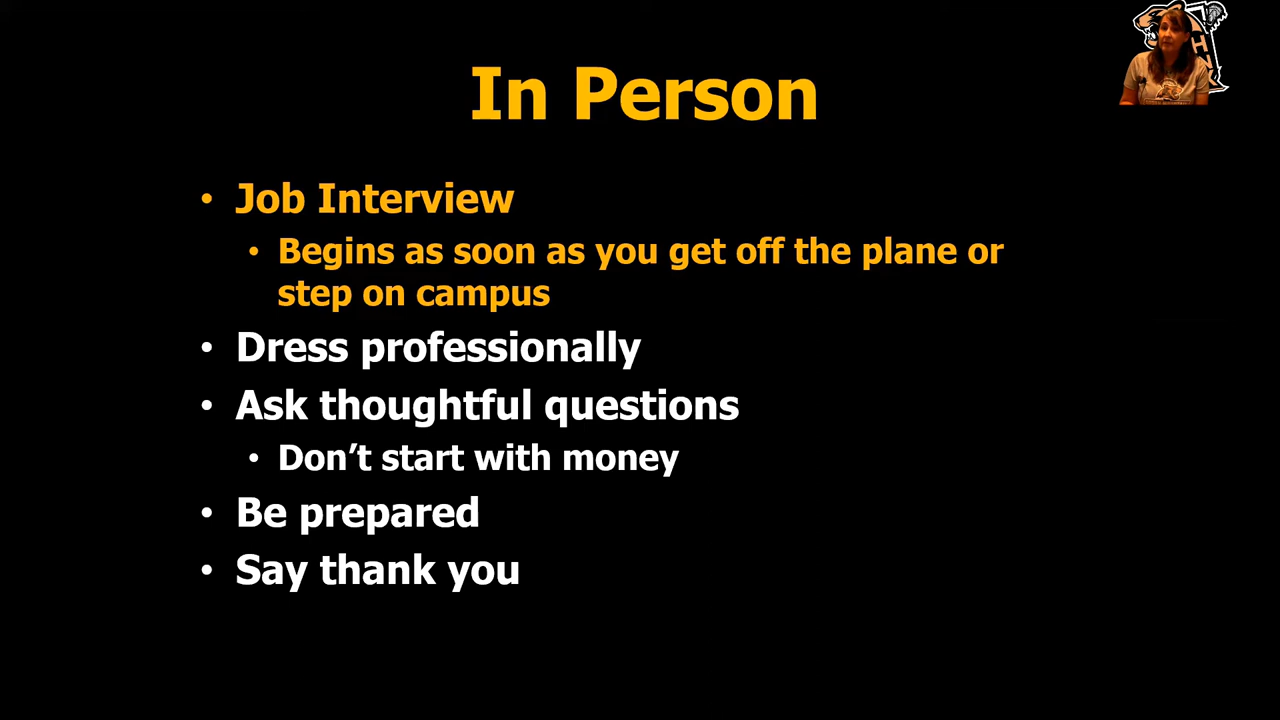 In Person
• Job Interview
• Begins as soon as you get off the plane or
step on campus
• Dress professionally
• Ask thoughtful questions
• Don’t start with money
• Be prepared
• Say thank you